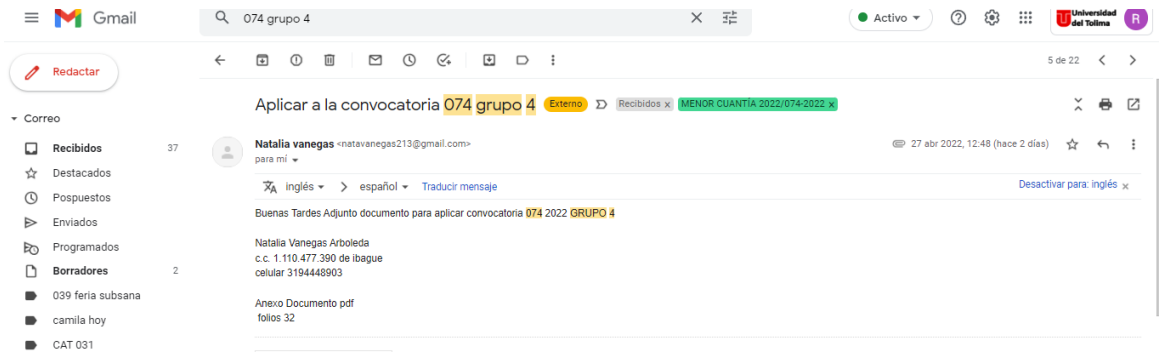 Gmail
074 grupo 4
Activo
Universidad
del Tolima
R
Redactar
5 de 22
Aplicar a la convocatoria 074 grupo 4 Externo Recibidos x MENOR CUANTÍA 2022/074-2022 x
Correo
Recibidos 37
Destacados
Pospuestos
Enviados
Programados
Borradores 2
039 feria subsana
camila hoy
CAT 031
Natalia vanegas <natavanegas213@gmail.com>
27 abr 2022, 12:48 (hace 2 días)
para mí
inglés > español Traducir mensaje
Desactivar para: inglés x
Buenas Tardes Adjunto documento para aplicar convocatoria 074 2022 GRUPO 4
Natalia Vanegas Arboleda
c.c. 1.110.477.390 de ibague
celular 3194448903
Anexo Documento pdf
folios 32